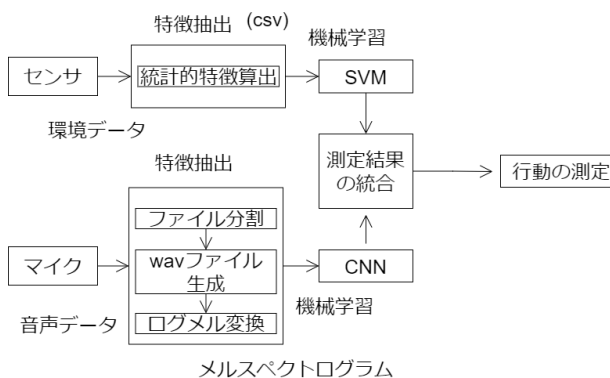 特徴抽出 (csv)
機械学習
センサ
統計的特徴算出
SVM
環境データ
測定結果
の統合
行動の測定
特徴抽出
ファイル分割
マイク
wavファイル
生成
CNN
機械学習
音声データ
ログメル変換
メルスペクトログラム